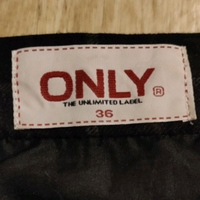 ONLY ®
THE UNLIMITED LABEL
36